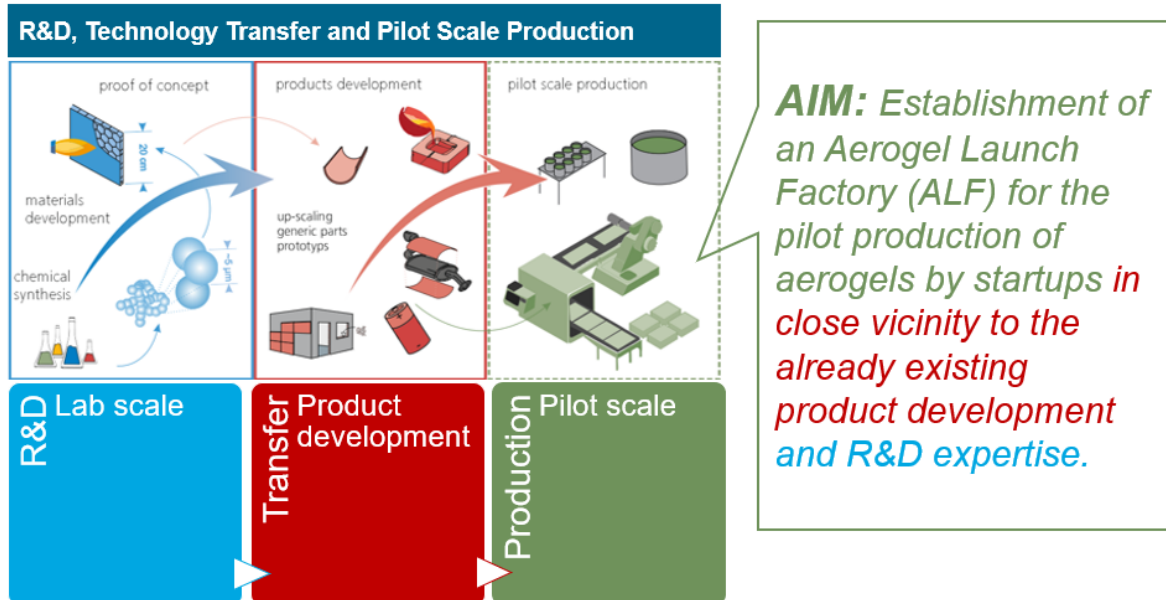 R&D, Technology Transfer and Pilot Scale Production
proof of concept
20 cm
materials
development
~5 µm
chemical
synthesis
products development
up-scaling
generic parts
prototyps
pilot scale production
R&D
Lab scale
Transfer
Product
development
Production
Pilot scale
AIM: Establishment of
an Aerogel Launch
Factory (ALF) for the
pilot production of
aerogels by startups in
close vicinity to the
already existing
product development
and R&D expertise.